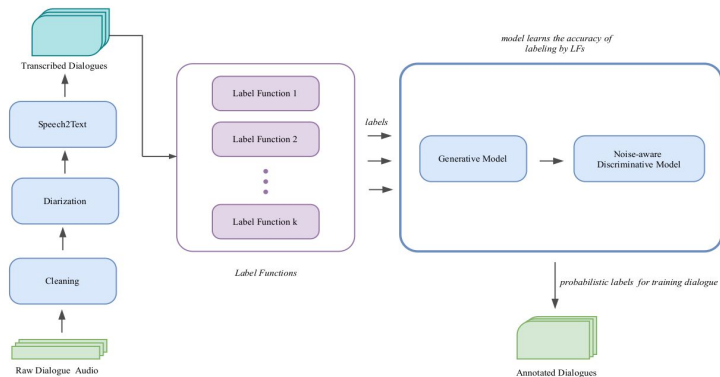 Transcribed Dialogues
Speech2Text
Diarization
Cleaning
Raw Dialogue Audio
Label Function 1
Label Function 2
Label Function k
Label Functions
labels
model learns the accuracy of
labeling by LFs
Generative Model
Noise-aware
Discriminative Model
probabilistic labels for training dialogue
Annotated Dialogues